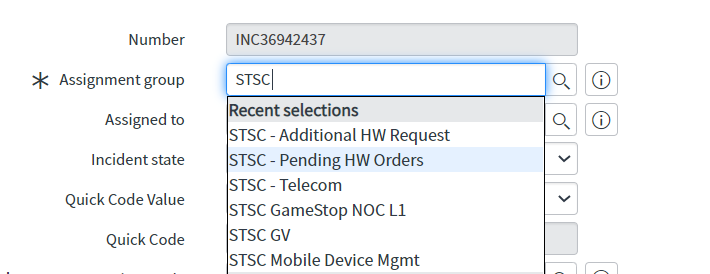 Number INC36942437
Assignment group STSC
Recent selections
Assigned to
STSC - Additional HW Request
Incident state STSC - Pending HW Orders
STSC - Telecom
Quick Code Value
STSC GameStop NOC L1
Quick Code STSC GV
STSC Mobile Device Mgmt